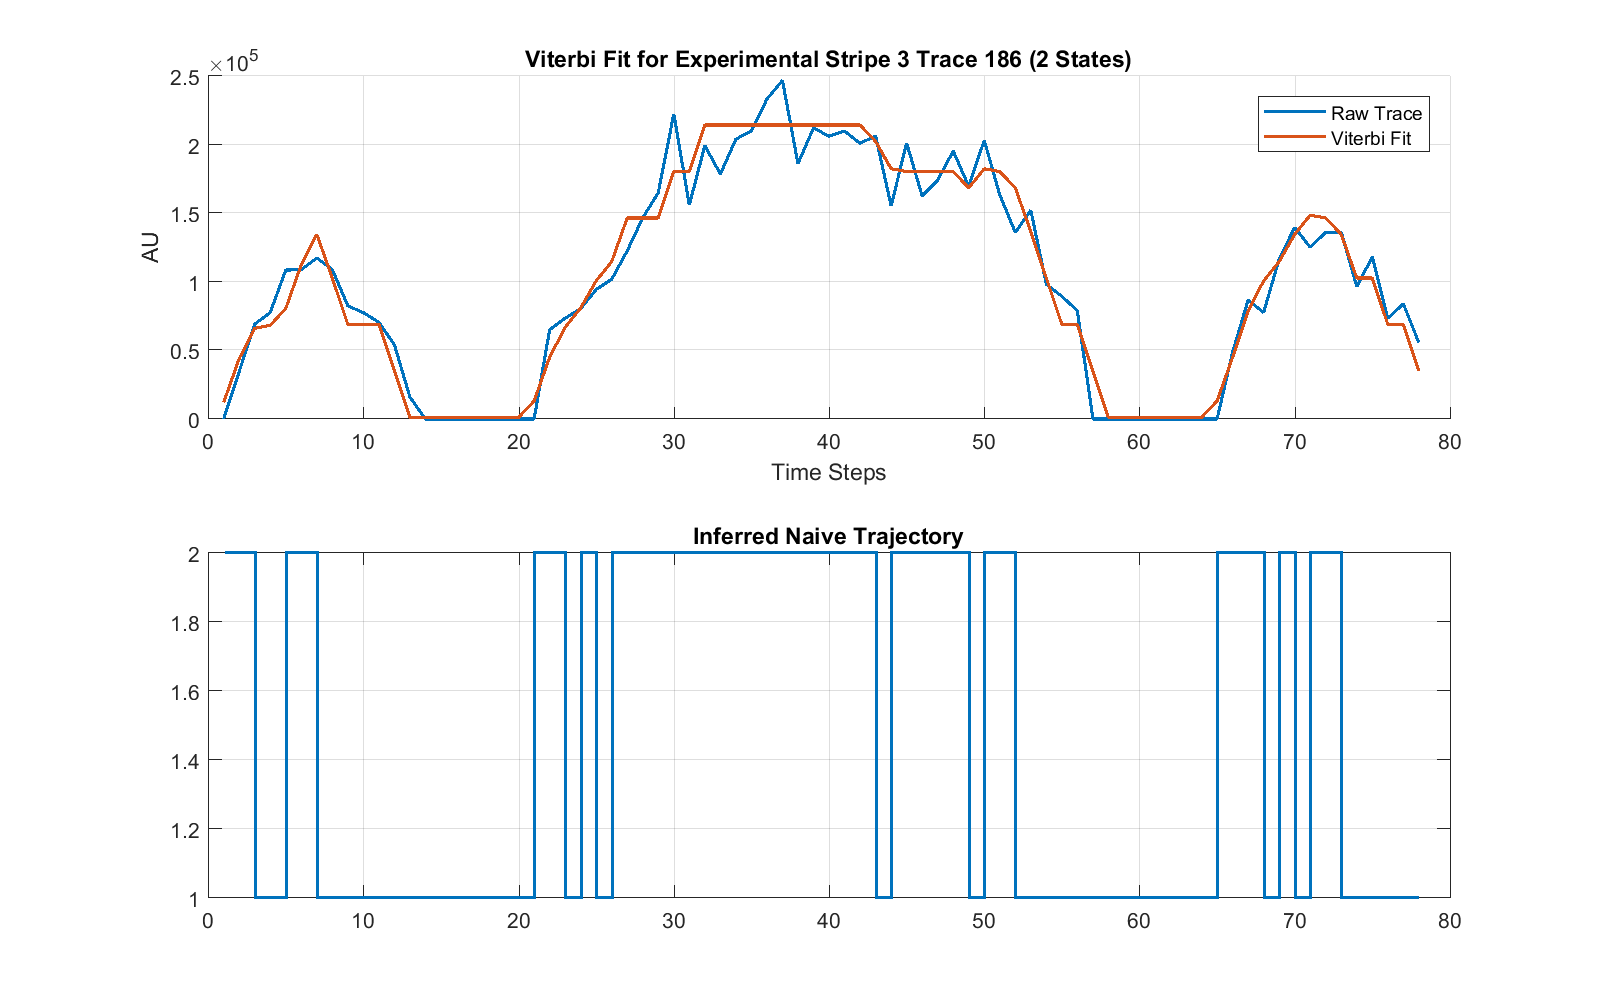 Viterbi Fit for Experimental Stripe 3 Trace 186 (2 States)
×10⁵
2.5
2
1.5
1
0.5
0
AU
Raw Trace
Viterbi Fit
0 10 20 30 40 50 60 70 80
Time Steps
Inferred Naive Trajectory
2
1.8
1.6
1.4
1.2
1
0 10 20 30 40 50 60 70 80